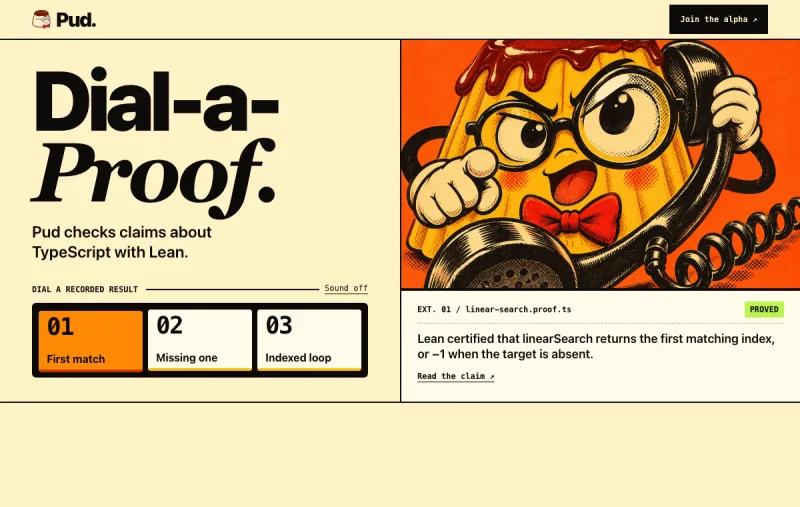 Pud.
Join the alpha ↗
Dial-a-
Proof.
Pud checks claims about
TypeScript with Lean.
DIAL A RECORDED RESULT
Sound off
01
First match
02
Missing one
03
Indexed loop
EXT. 01 / linear-search.proof.ts
PROVED
Lean certified that linearSearch returns the first matching index,
or −1 when the target is absent.
Read the claim ↗